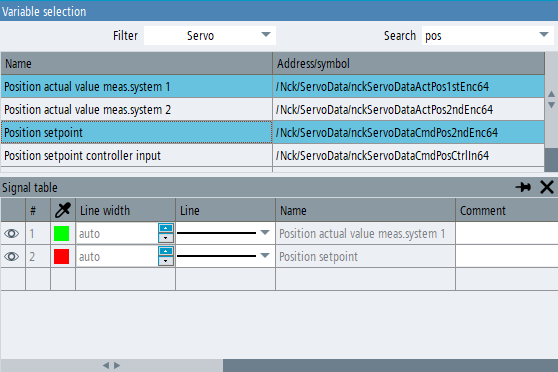 Variable selection
Filter Servo Search pos
Name Address/symbol
Position actual value meas.system 1 /Nck/ServoData/nckServoDataActPos1stEnc64
Position actual value meas.system 2 /Nck/ServoData/nckServoDataActPos2ndEnc64
Position setpoint /Nck/ServoData/nckServoDataCmdPos2ndEnc64
Position setpoint controller input /Nck/ServoData/nckServoDataCmdPosCtrlIn64
Signal table
# Line width Line Name Comment
1 auto Position actual value meas.system 1
2 auto Position setpoint